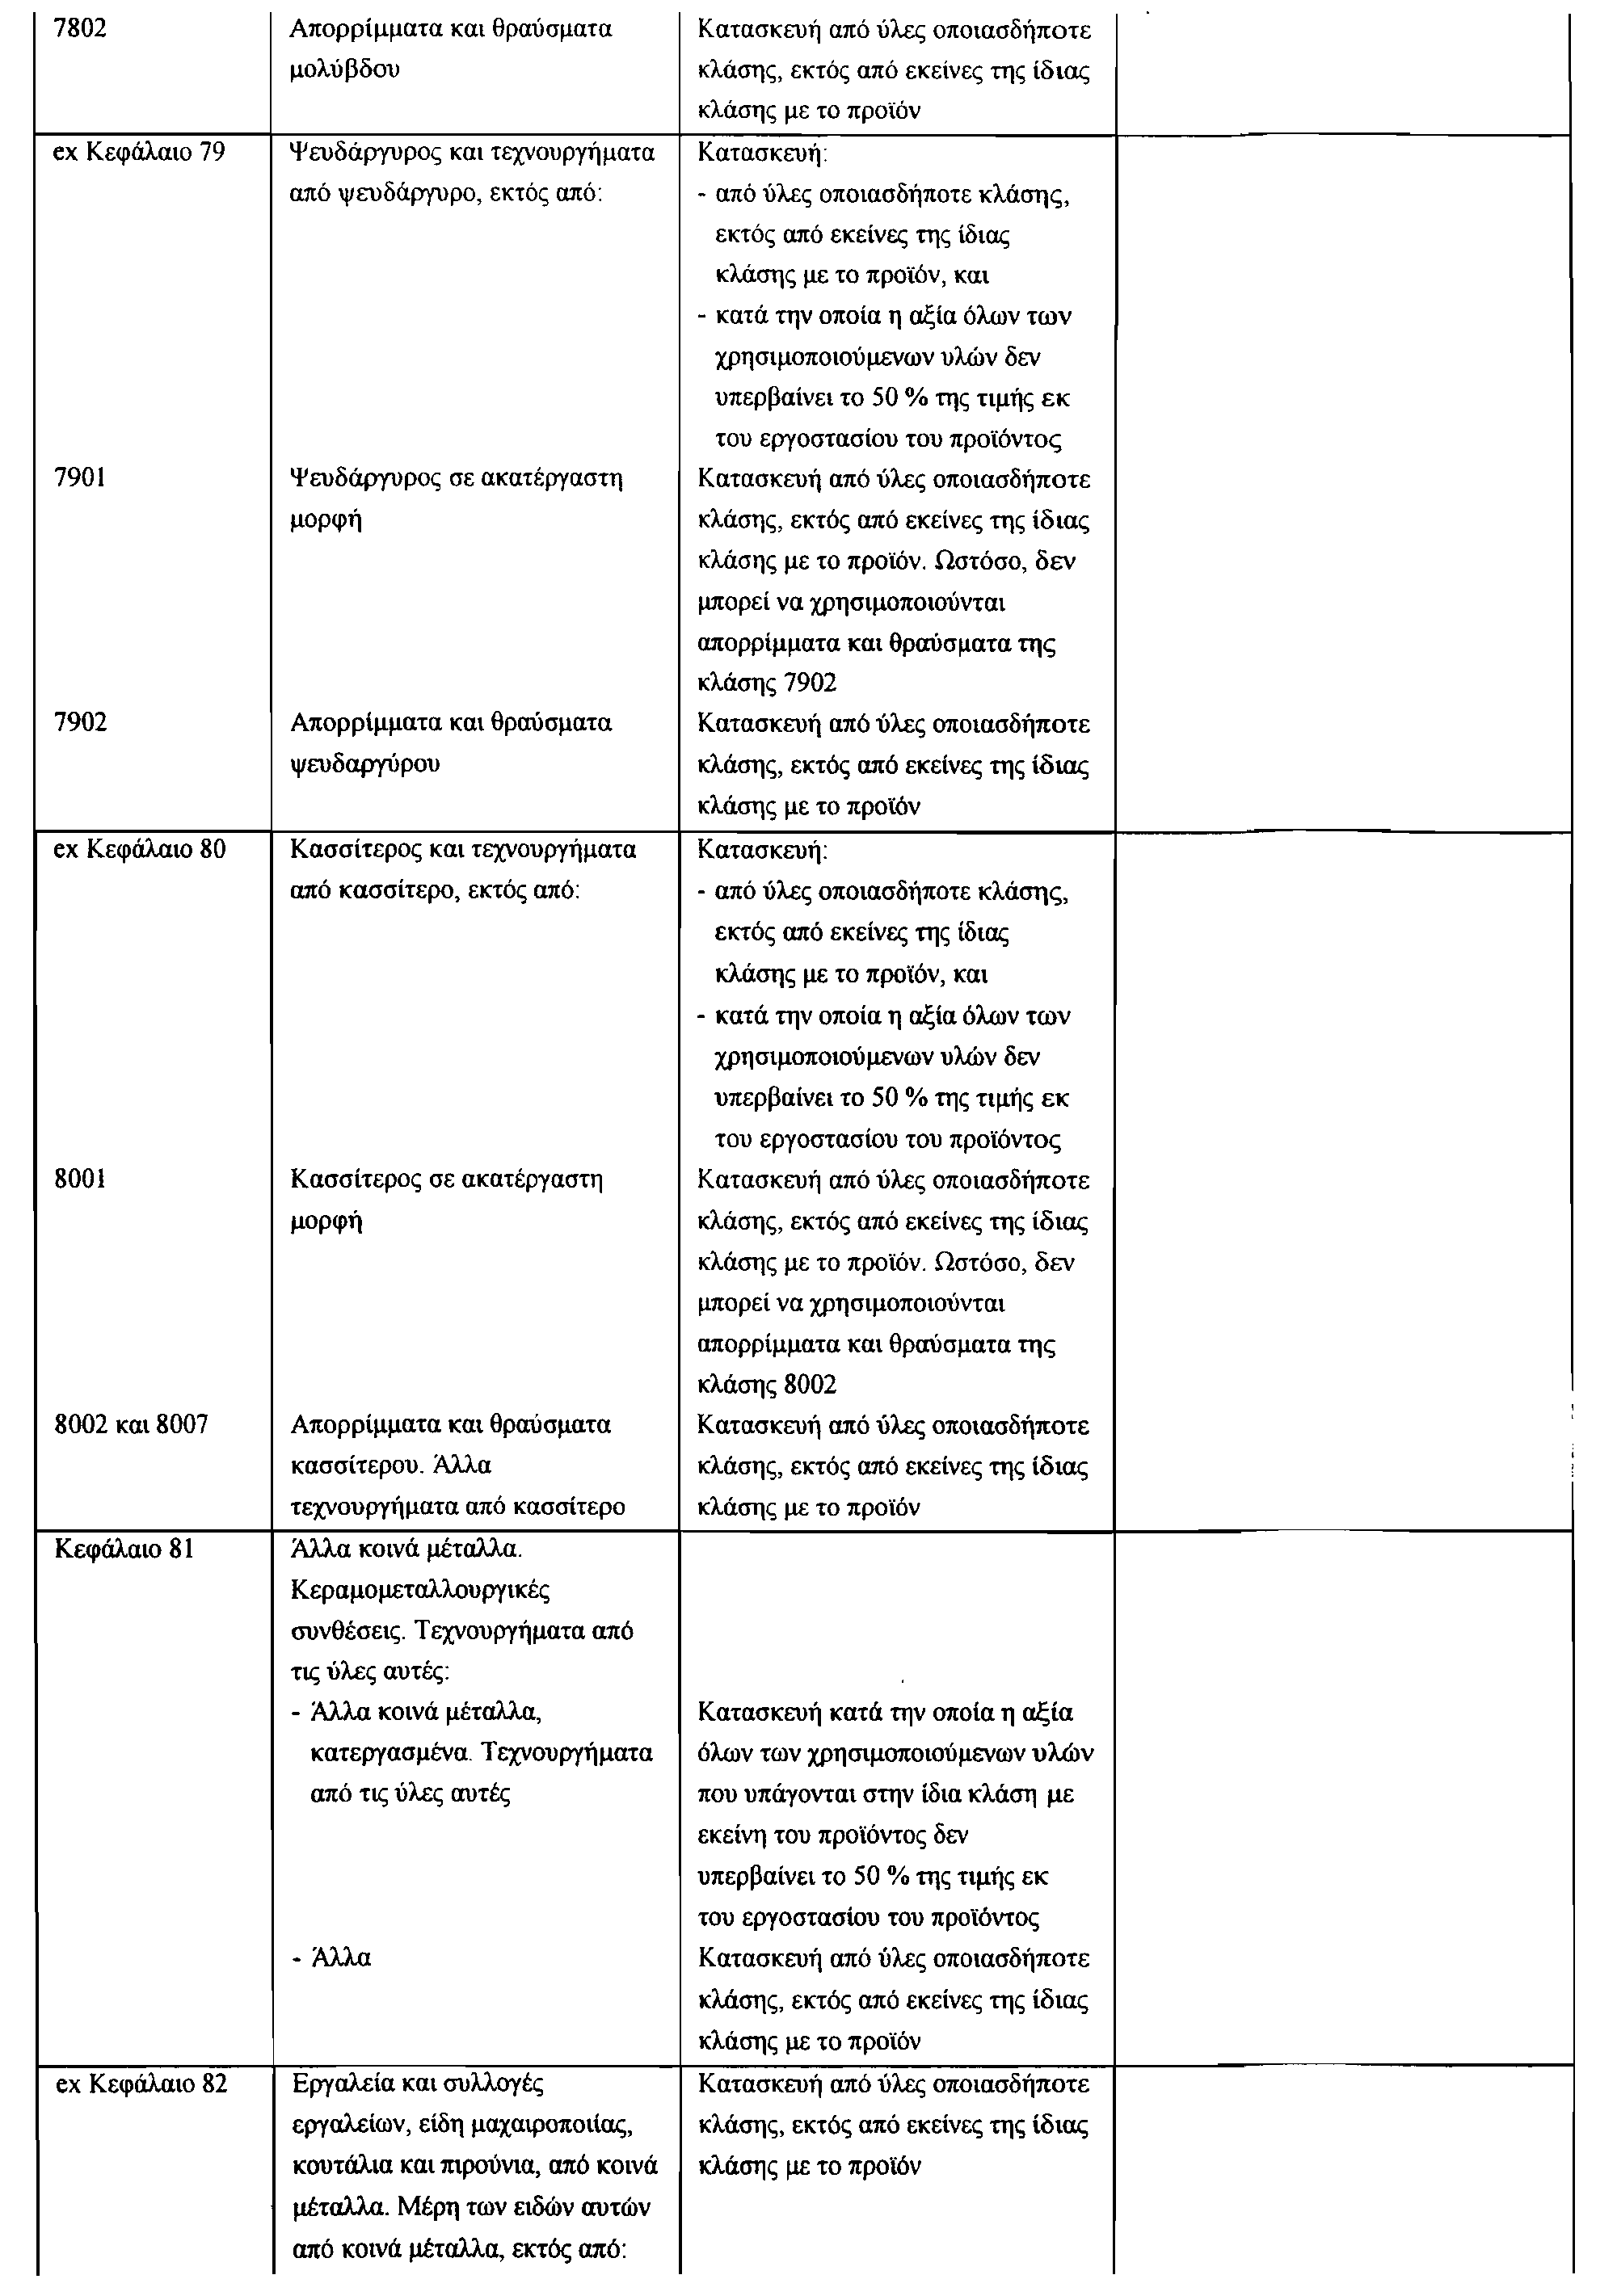 7802 Απορρίμματα και θραύσματα Κατασκευή από ύλες οποιασδήποτε
μολύβδου κλάσης, εκτός από εκείνες της ίδιας
κλάσης με το προϊόν
ex Κεφάλαιο 79 Ψευδάργυρος και τεχνουργήματα Κατασκευή:
από ψευδάργυρο, εκτός από: - από ύλες οποιασδήποτε κλάσης,
εκτός από εκείνες της ίδιας
κλάσης με το προϊόν, και
- κατά την οποία η αξία όλων των
χρησιμοποιούμενων υλών δεν
υπερβαίνει το 50 % της τιμής εκ
του εργοστασίου του προϊόντος
7901 Ψευδάργυρος σε ακατέργαστη Κατασκευή από ύλες οποιασδήποτε
μορφή κλάσης, εκτός από εκείνες της ίδιας
κλάσης με το προϊόν. Ωστόσο, δεν
μπορεί να χρησιμοποιούνται
απορρίμματα και θραύσματα της
κλάσης 7902
7902 Απορρίμματα και θραύσματα Κατασκευή από ύλες οποιασδήποτε
ψευδαργύρου κλάσης, εκτός από εκείνες της ίδιας
κλάσης με το προϊόν
ex Κεφάλαιο 80 Κασσίτερος και τεχνουργήματα Κατασκευή:
από κασσίτερο, εκτός από: - από ύλες οποιασδήποτε κλάσης,
εκτός από εκείνες της ίδιας
κλάσης με το προϊόν, και
- κατά την οποία η αξία όλων των
χρησιμοποιούμενων υλών δεν
υπερβαίνει το 50 % της τιμής εκ
του εργοστασίου του προϊόντος
8001 Κασσίτερος σε ακατέργαστη Κατασκευή από ύλες οποιασδήποτε
μορφή κλάσης, εκτός από εκείνες της ίδιας
κλάσης με το προϊόν. Ωστόσο, δεν
μπορεί να χρησιμοποιούνται
απορρίμματα και θραύσματα της
κλάσης 8002
8002 και 8007 Απορρίμματα και θραύσματα Κατασκευή από ύλες οποιασδήποτε
κασσίτερου. Άλλα κλάσης, εκτός από εκείνες της ίδιας
τεχνουργήματα από κασσίτερο κλάσης με το προϊόν
Κεφάλαιο 81 Άλλα κοινά μέταλλα.
Κεραμομεταλλουργικές
συνθέσεις. Τεχνουργήματα από
τις ύλες αυτές:
- Άλλα κοινά μέταλλα, Κατασκευή κατά την οποία η αξία
κατεργασμένα. Τεχνουργήματα όλων των χρησιμοποιούμενων υλών
από τις ύλες αυτές που υπάγονται στην ίδια κλάση με
εκείνη του προϊόντος δεν
υπερβαίνει το 50 % της τιμής εκ
του εργοστασίου του προϊόντος
- Άλλα Κατασκευή από ύλες οποιασδήποτε
κλάσης, εκτός από εκείνες της ίδιας
κλάσης με το προϊόν
ex Κεφάλαιο 82 Εργαλεία και συλλογές Κατασκευή από ύλες οποιασδήποτε
εργαλείων, είδη μαχαιροποιίας, κλάσης, εκτός από εκείνες της ίδιας
κουτάλια και πιρούνια, από κοινά κλάσης με το προϊόν
μέταλλα. Μέρη των ειδών αυτών
από κοινά μέταλλα, εκτός από: